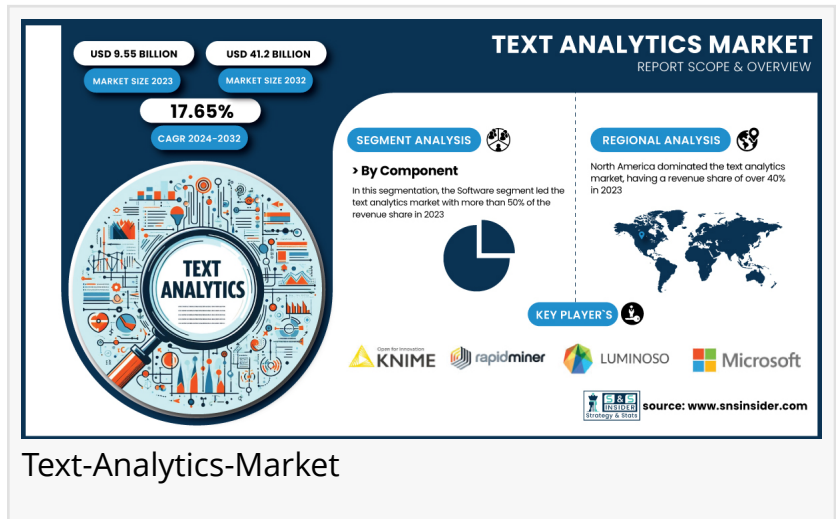 USD 9.55 BILLION
MARKET SIZE 2023
USD 41.2 BILLION
MARKET SIZE 2032
17.65%
CAGR 2024-2032
TEXT ANALYTICS MARKET
REPORT SCOPE & OVERVIEW
TEXT
ANALYTICS
SEGMENT ANALYSIS
> By Component
In this segmentation, the Software segment led the
text analytics market with more than 50% of the
revenue share in 2023
REGIONAL ANALYSIS
North America dominated the text analytics
market, having a revenue share of over 40%
in 2023
KEY PLAYER`S
Open for Innovation
KNIME
rapidminer
LUMINOSO
Microsoft
S&S
INSIDER
Strategy & Stats
source: www.snsinsider.com
Text-Analytics-Market